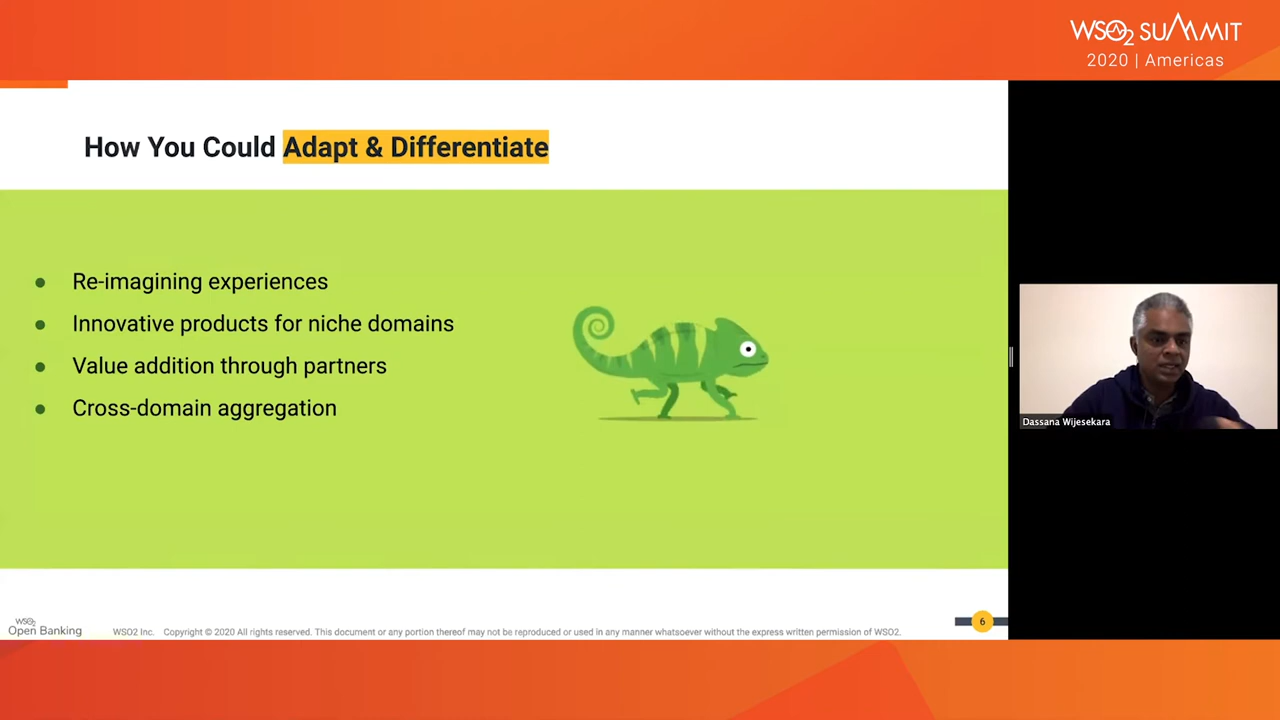 WSO2 SUMMIT
2020 | Americas
How You Could Adapt & Differentiate
● Re-imagining experiences
● Innovative products for niche domains
● Value addition through partners
● Cross-domain aggregation
Dassana Wijesekara
WSO2
Open Banking
WSO2 Inc. Copyright © 2020 All rights reserved. This document or any portion thereof may not be reproduced or used in any manner whatsoever without the express written permission of WSO2.
6